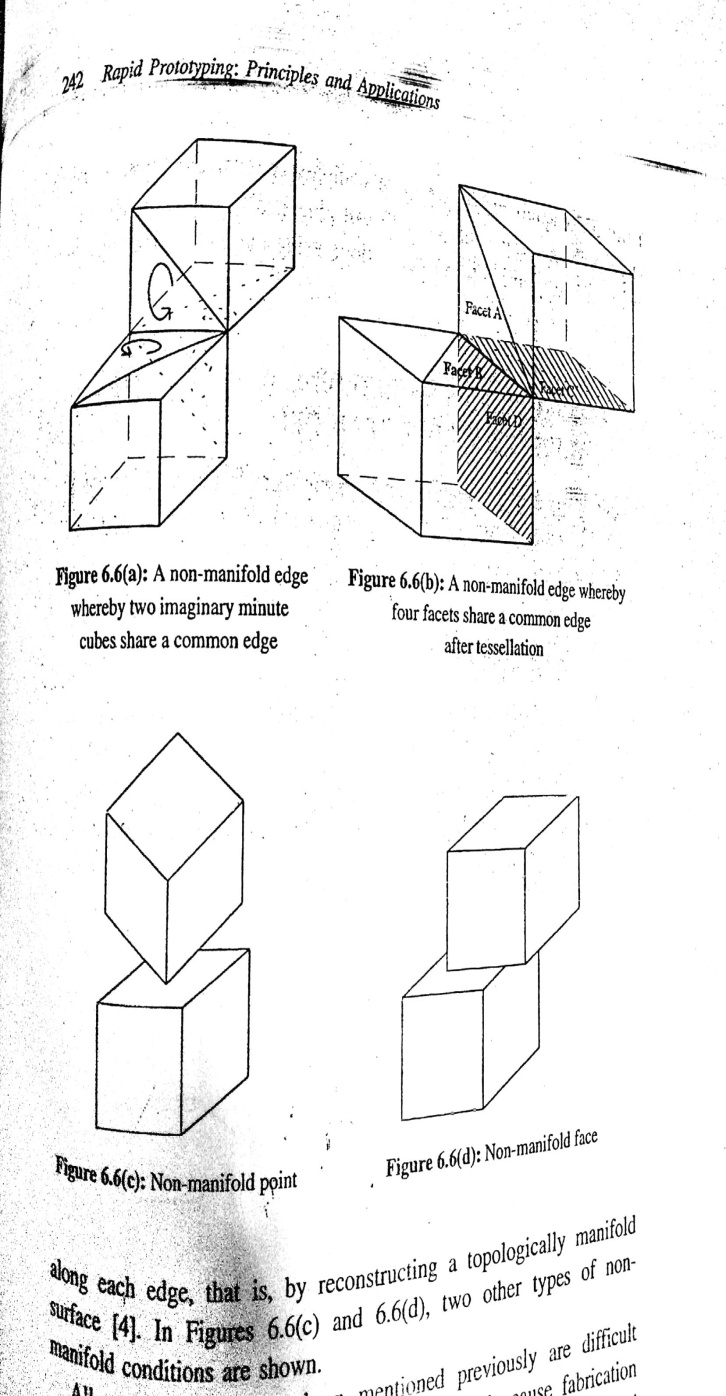 242 Rapid Prototyping: Principles and Applications
Facet A
Facet B
Facet C
Facet D
Figure 6.6(a): A non-manifold edge
whereby two imaginary minute
cubes share a common edge
Figure 6.6(b): A non-manifold edge whereby
four facets share a common edge
after tessellation
Figure 6.6(c): Non-manifold point
Figure 6.6(d): Non-manifold face
along each edge, that is, by reconstructing a topologically manifold
surface [4]. In Figures 6.6(c) and 6.6(d), two other types of non-
manifold conditions are shown.
All mentioned previously are difficult
fabrication